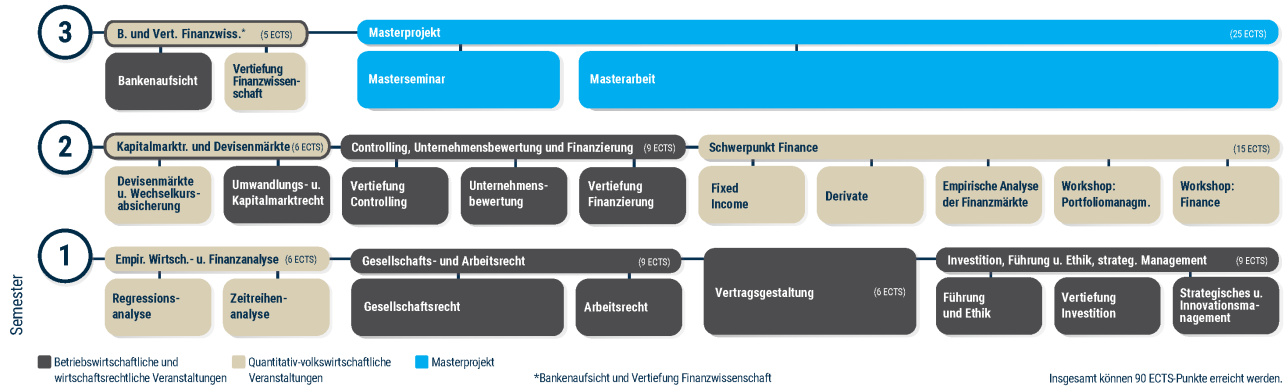 3
B. und Vert. Finanzwiss.* (5 ECTS)
Bankenaufsicht
Vertiefung
Finanzwissen-
schaft
Masterprojekt (25 ECTS)
Masterseminar
Masterarbeit
2
Kapitalmarktr. und Devisenmärkte (6 ECTS)
Devisenmärkte
u. Wechselkurs-
absicherung
Umwandlungs- u.
Kapitalmarktrecht
Controlling, Unternehmensbewertung und Finanzierung (9 ECTS)
Vertiefung
Controlling
Unternehmens-
bewertung
Vertiefung
Finanzierung
Schwerpunkt Finance (15 ECTS)
Fixed
Income
Derivate
Empirische Analyse
der Finanzmärkte
Workshop:
Portfoliomanagm.
Workshop:
Finance
1
Empir. Wirtsch.- u. Finanzanalyse (6 ECTS)
Regressions-
analyse
Zeitreihen-
analyse
Gesellschafts- und Arbeitsrecht (9 ECTS)
Gesellschaftsrecht
Arbeitsrecht
Vertragsgestaltung (6 ECTS)
Investition, Führung u. Ethik, strateg. Management (9 ECTS)
Führung
und Ethik
Vertiefung
Investition
Strategisches u.
Innovationsma-
nagement
Semester
Betriebswirtschaftliche und
wirtschaftsrechtliche Veranstaltungen
Quantitativ-volkswirtschaftliche
Veranstaltungen
Masterprojekt
*Bankenaufsicht und Vertiefung Finanzwissenschaft
Insgesamt können 90 ECTS-Punkte erreicht werden.